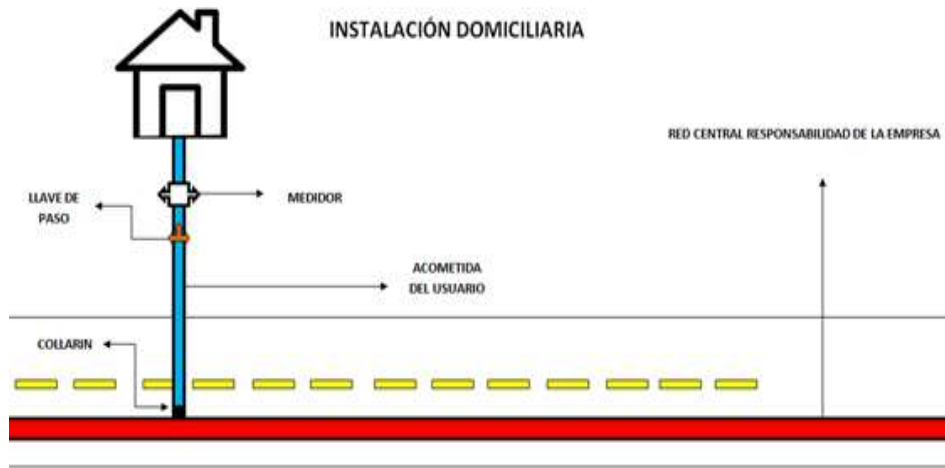 INSTALACIÓN DOMICILIARIA
RED CENTRAL RESPONSABILIDAD DE LA EMPRESA
LLAVE DE
PASO
MEDIDOR
ACOMETIDA
DEL USUARIO
COLLARIN